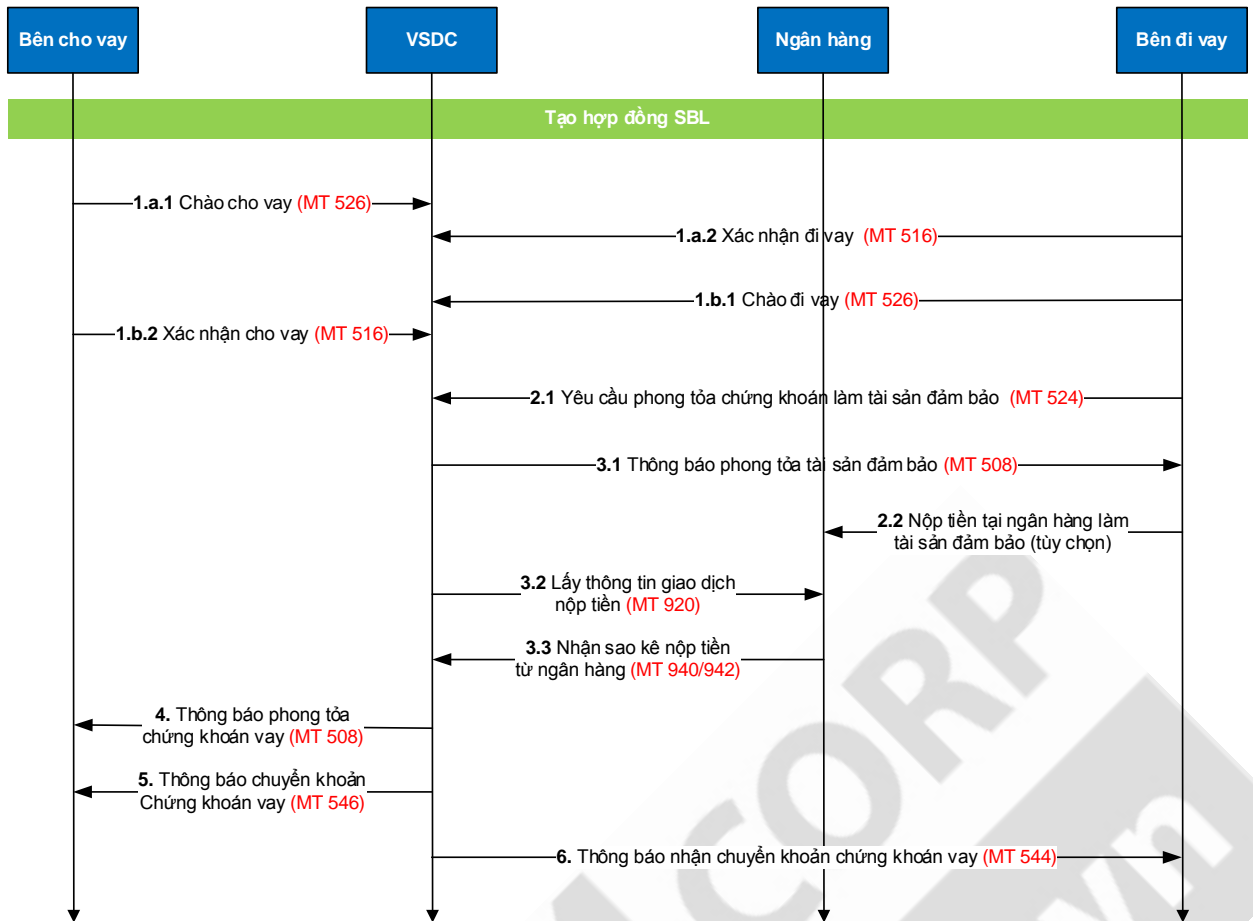 Bên cho vay
VSDC
Ngân hàng
Bên đi vay
Tạo hợp đồng SBL
1.a.1 Chào cho vay (MT 526)
1.a.2 Xác nhận đi vay (MT 516)
1.b.1 Chào đi vay (MT 526)
1.b.2 Xác nhận cho vay (MT 516)
2.1 Yêu cầu phong tỏa chứng khoán làm tài sản đảm bảo (MT 524)
3.1 Thông báo phong tỏa tài sản đảm bảo (MT 508)
2.2 Nộp tiền tại ngân hàng làm
tài sản đảm bảo (tùy chọn)
3.2 Lấy thông tin giao dịch
nộp tiền (MT 920)
3.3 Nhận sao kê nộp tiền
từ ngân hàng (MT 940/942)
4. Thông báo phong tỏa
chứng khoán vay (MT 508)
5. Thông báo chuyển khoản
Chứng khoán vay (MT 546)
6. Thông báo nhận chuyển khoản chứng khoán vay (MT 544)
CORP
vn